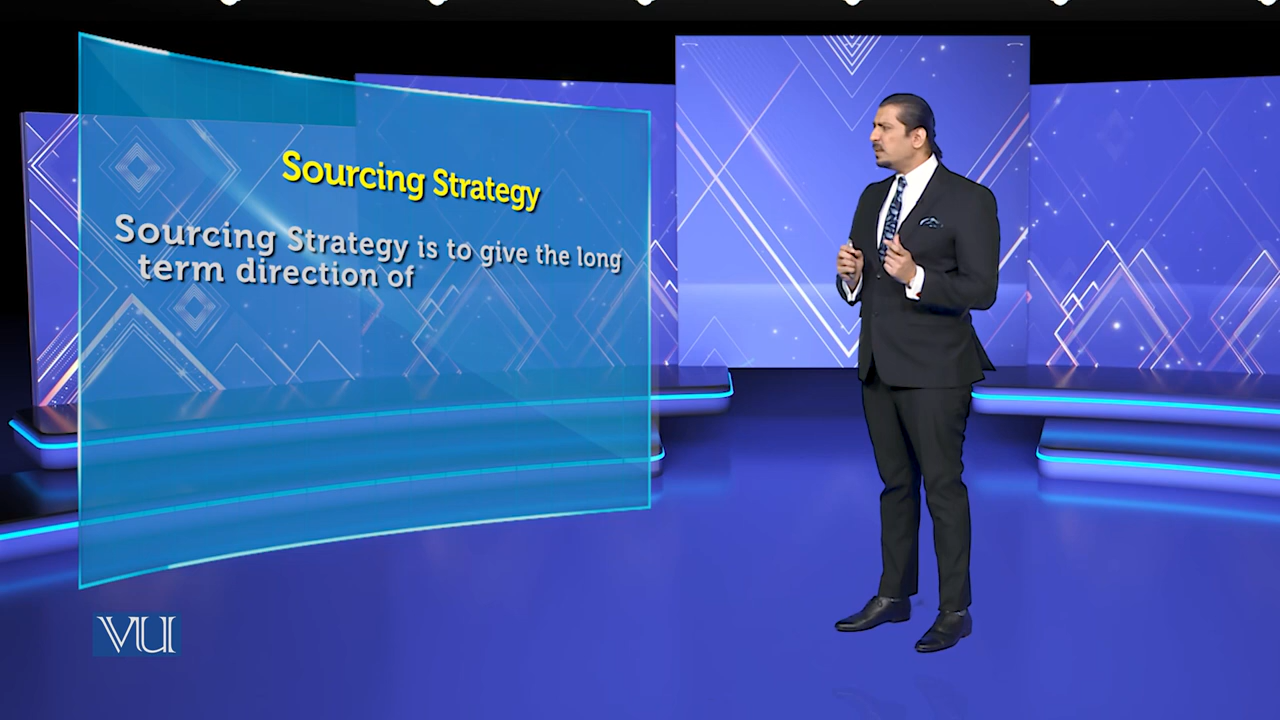 Sourcing Strategy
Sourcing Strategy is to give the long
term direction of
VU